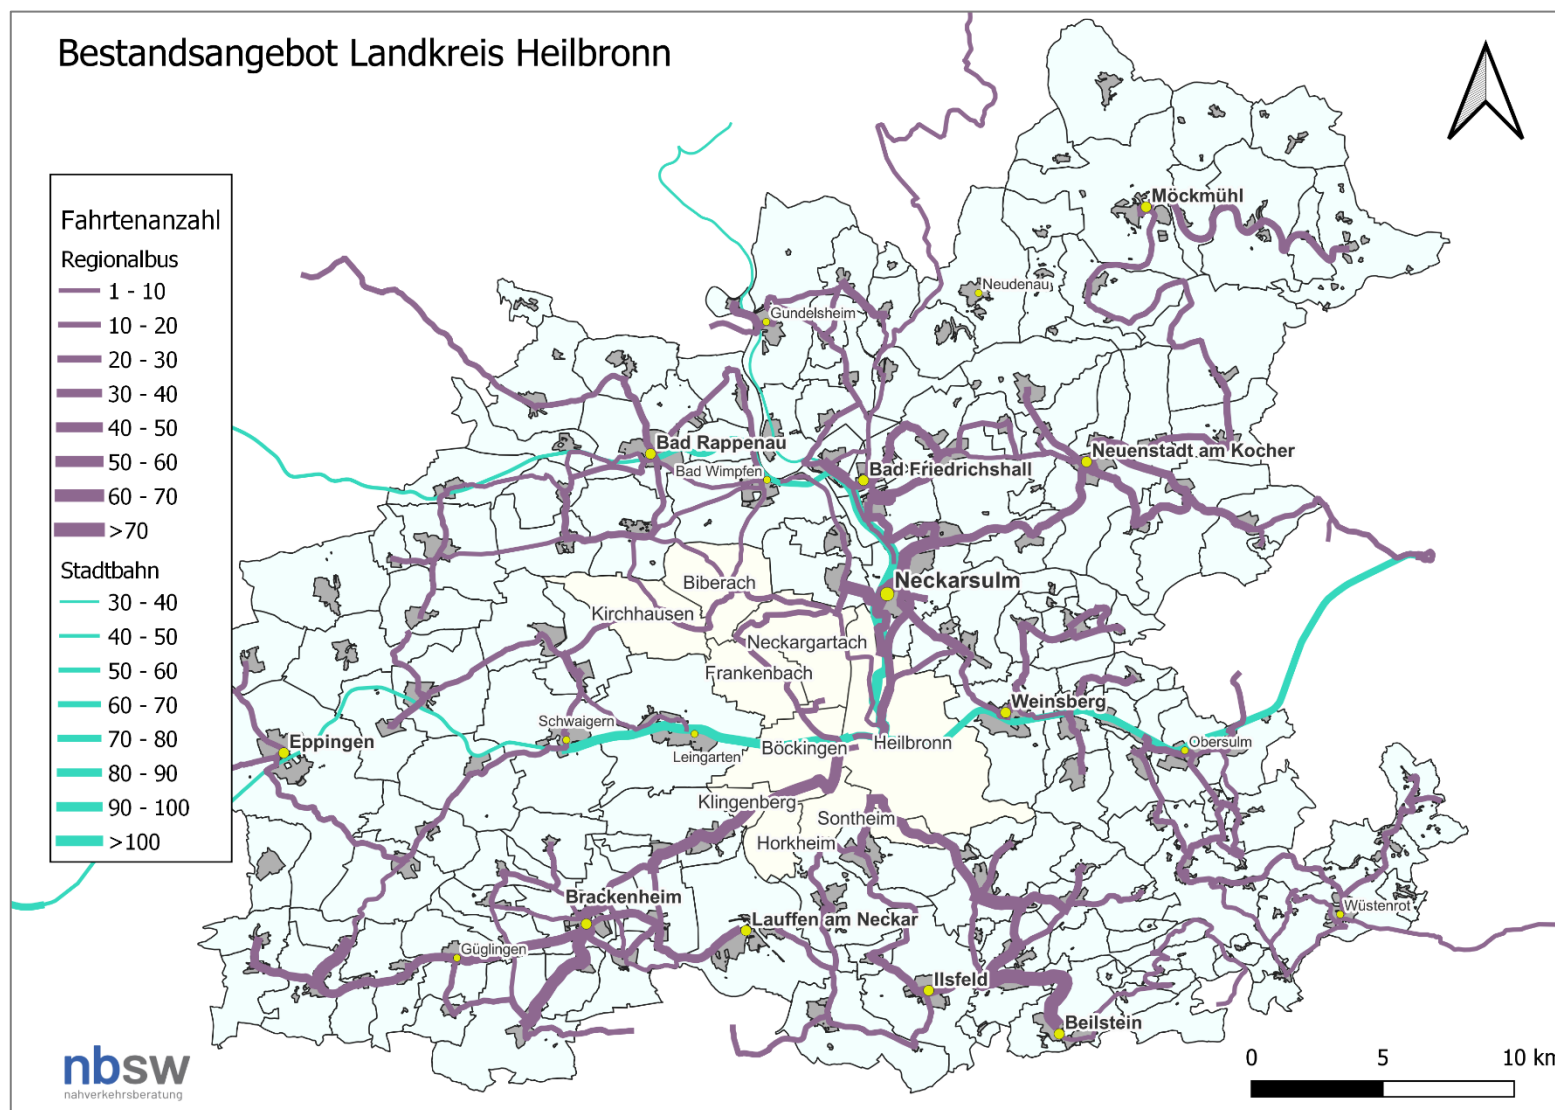 Bestandsangebot Landkreis Heilbronn
Fahrtenanzahl
Regionalbus
1 - 10
10 - 20
20 - 30
30 - 40
40 - 50
50 - 60
60 - 70
>70
Stadtbahn
30 - 40
40 - 50
50 - 60
60 - 70
70 - 80
80 - 90
90 - 100
>100
Möckmühl
Neudenau
Gundelsheim
Bad Rappenau
Neuenstadt am Kocher
Bad Wimpfen
Bad Friedrichshall
Neckarsulm
Biberach
Kirchhausen
Neckargartach
Frankenbach
Weinsberg
Schwaigern
Eppingen
Leingarten
Böckingen
Heilbronn
Obersulm
Klingenberg
Sontheim
Horkheim
Brackenheim
Wüstenrot
Lauffen am Neckar
Güglingen
Ilsfeld
Beilstein
nbsw
nahverkehrsberatung
0 5 10 km